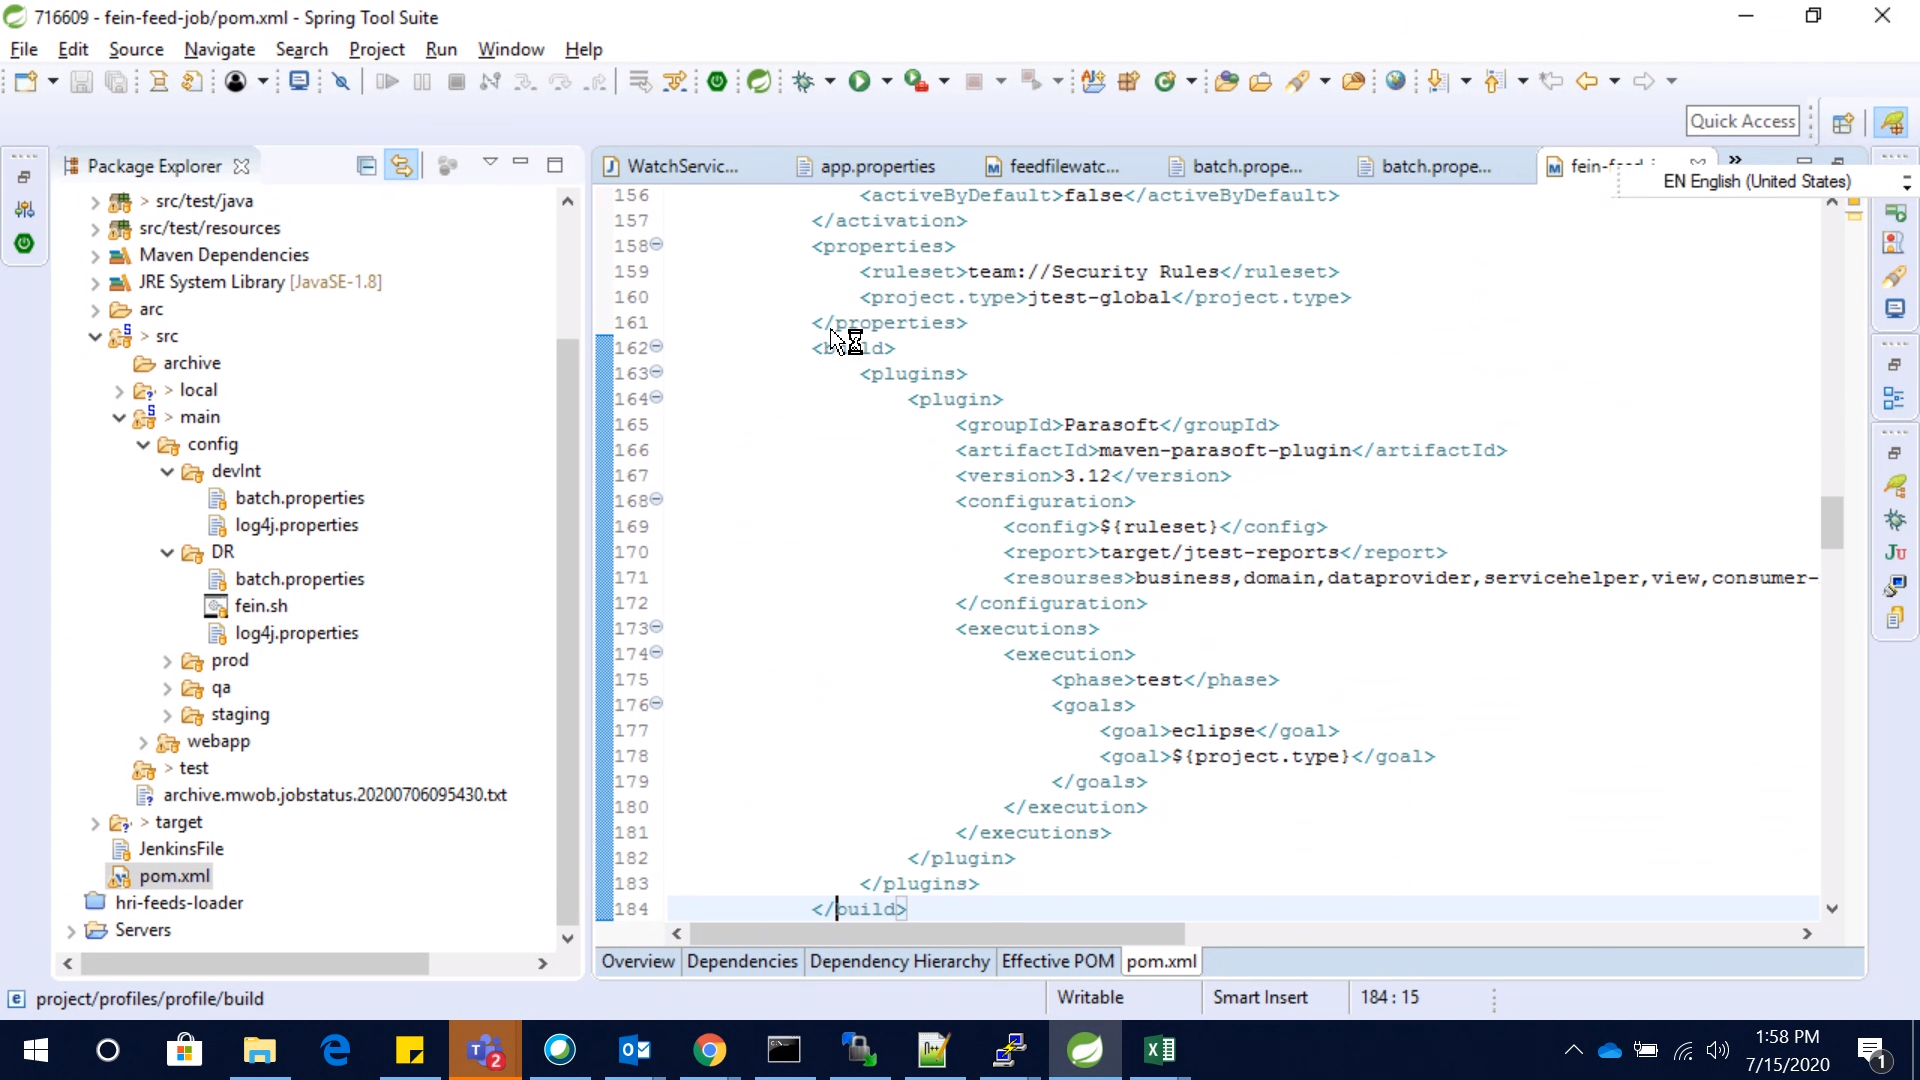 716609 - fein-feed-job/pom.xml - Spring Tool Suite
File Edit Source Navigate Search Project Run Window Help
Quick Access
Package Explorer
> src/test/java
src/test/resources
Maven Dependencies
JRE System Library [JavaSE-1.8]
arc
src
archive
> local
> main
config
devInt
batch.properties
log4j.properties
DR
batch.properties
fein.sh
log4j.properties
prod
qa
staging
webapp
> test
archive.mwob.jobstatus.20200706095430.txt
> target
JenkinsFile
pom.xml
hri-feeds-loader
Servers
WatchServic... app.properties feedfilewatc... batch.prope... batch.prope...
EN English (United States)
156 <activeByDefault>false</activeByDefault>
157 </activation>
158 <properties>
159 <ruleset>team://Security Rules</ruleset>
160 <project.type>jtest-global</project.type>
161 </properties>
162 <build>
163 <plugins>
164 <plugin>
165 <groupId>Parasoft</groupId>
166 <artifactId>maven-parasoft-plugin</artifactId>
167 <version>3.12</version>
168 <configuration>
169 <config>${ruleset}</config>
170 <report>target/jtest-reports</report>
171 <resourses>business,domain,dataprovider,servicehelper,view,consumer-
172 </configuration>
173 <executions>
174 <execution>
175 <phase>test</phase>
176 <goals>
177 <goal>eclipse</goal>
178 <goal>${project.type}</goal>
179 </goals>
180 </execution>
181 </executions>
182 </plugin>
183 </plugins>
184 </build>
Overview Dependencies Dependency Hierarchy Effective POM pom.xml
project/profiles/profile/build
Writable Smart Insert 184 : 15
1:58 PM
7/15/2020